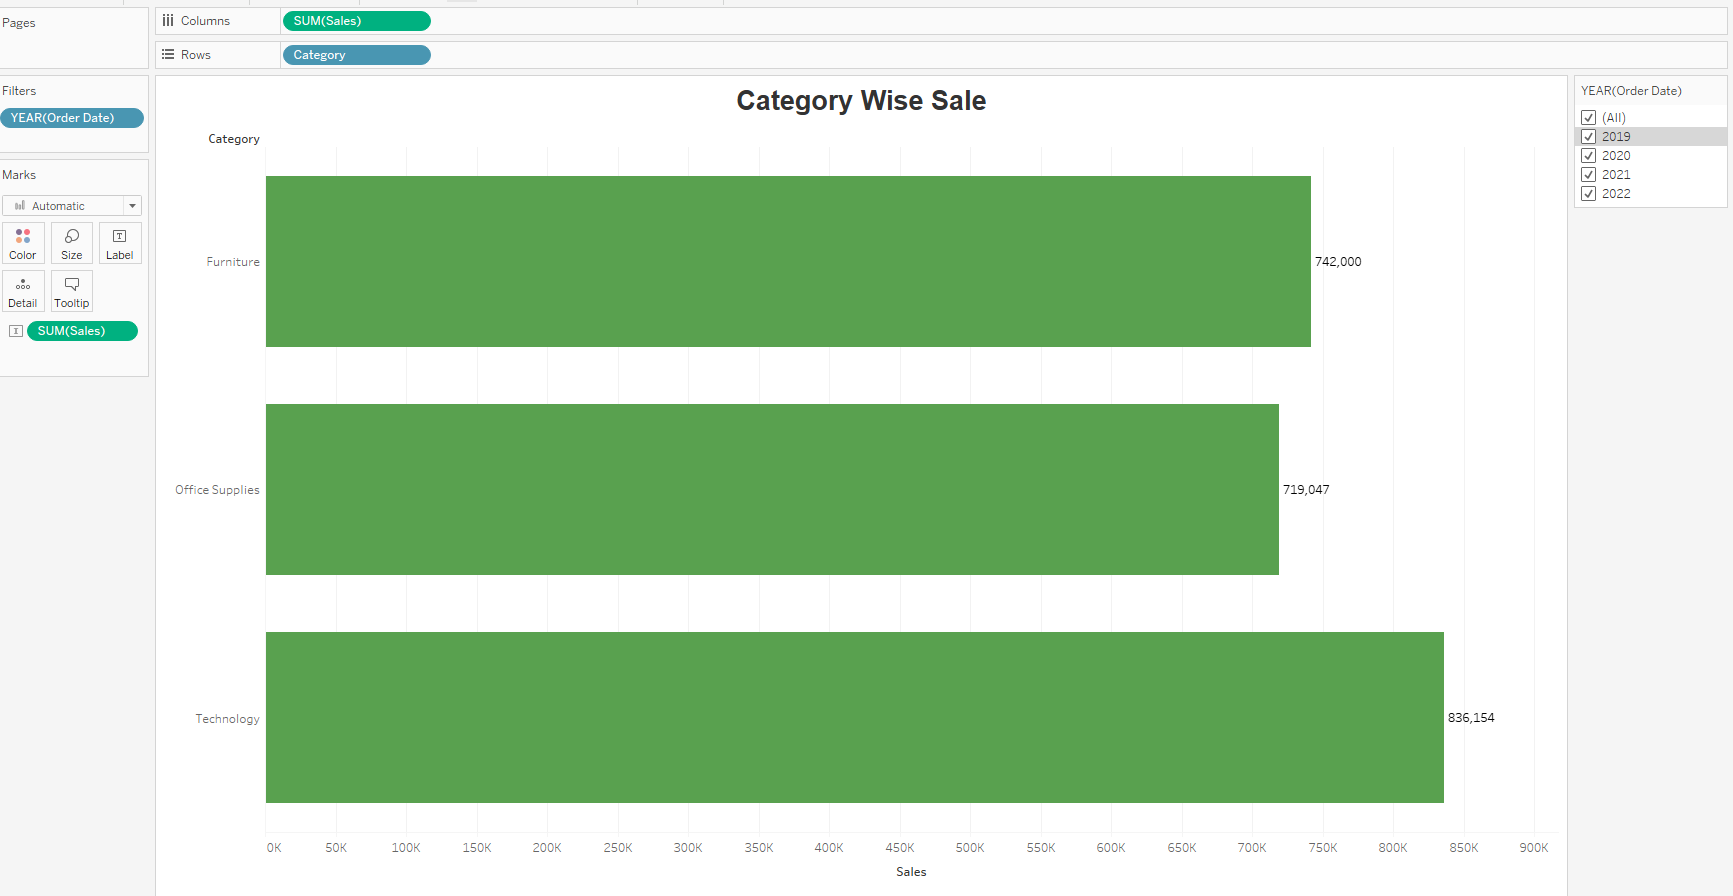 Pages
Columns
SUM(Sales)
Rows
Category
Filters
YEAR(Order Date)
Marks
Automatic
Color Size Label
Detail Tooltip
SUM(Sales)
Category Wise Sale
Category
Furniture
742,000
Office Supplies
719,047
Technology
836,154
0K 50K 100K 150K 200K 250K 300K 350K 400K 450K 500K 550K 600K 650K 700K 750K 800K 850K 900K
Sales
YEAR(Order Date)
(All)
2019
2020
2021
2022